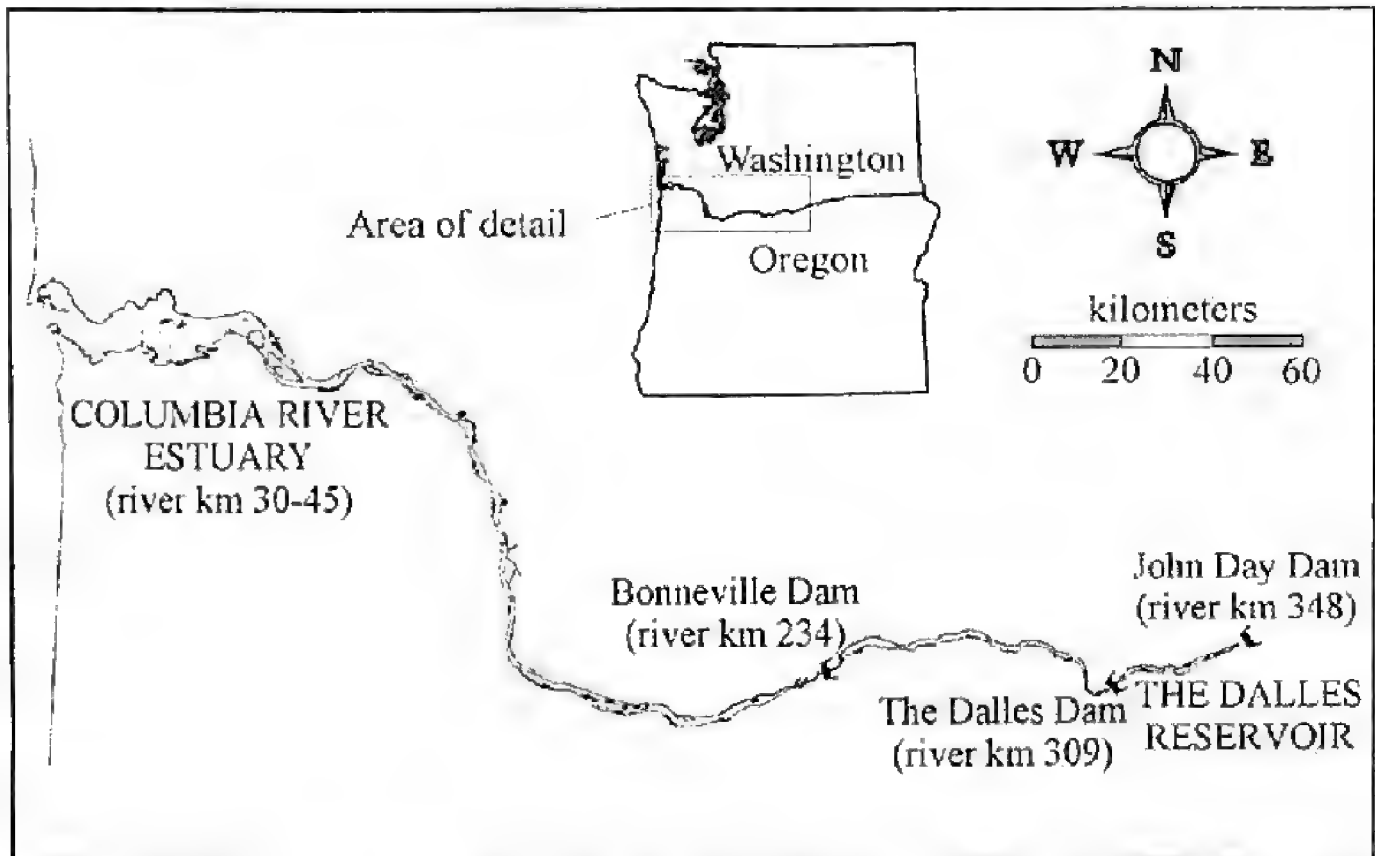 N
Washington
W
E
Area of detail
S
Oregon
kilometers
0 20 40 60
COLUMBIA RIVER
ESTUARY
(river km 30-45)
John Day Dam
(river km 348)
Bonneville Dam
(river km 234)
THE DALLES
RESERVOIR
The Dalles Dam
(river km 309)